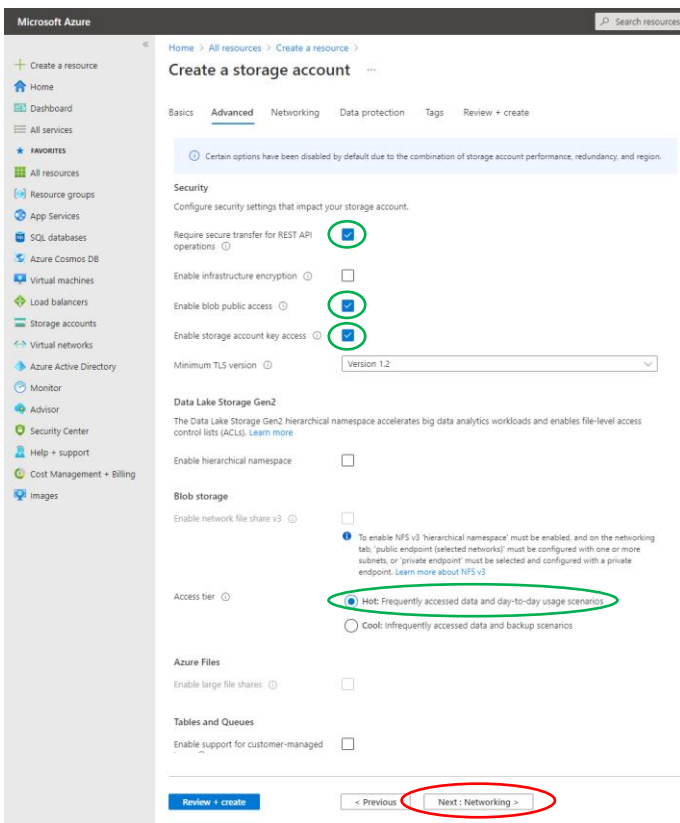 Microsoft Azure
Search resources
«
Create a resource
Home
Dashboard
All services
FAVORITES
All resources
Resource groups
App Services
SQL databases
Azure Cosmos DB
Virtual machines
Load balancers
Storage accounts
Virtual networks
Azure Active Directory
Monitor
Advisor
Security Center
Help + support
Cost Management + Billing
Images
Home > All resources > Create a resource >
Create a storage account ...
Basics Advanced Networking Data protection Tags Review + create
Certain options have been disabled by default due to the combination of storage account performance, redundancy, and region.
Security
Configure security settings that impact your storage account.
Require secure transfer for REST API
operations
Enable infrastructure encryption
Enable blob public access
Enable storage account key access
Minimum TLS version
Version 1.2
Data Lake Storage Gen2
The Data Lake Storage Gen2 hierarchical namespace accelerates big data analytics workloads and enables file-level access
control lists (ACLs). Learn more
Enable hierarchical namespace
Blob storage
Enable network file share v3
To enable NFS v3 'hierarchical namespace' must be enabled, and on the networking
tab, 'public endpoint (selected networks)' must be configured with one or more
subnets, or 'private endpoint' must be selected and configured with a private
endpoint. Learn more about NFS v3
Access tier
Hot: Frequently accessed data and day-to-day usage scenarios
Cool: Infrequently accessed data and backup scenarios
Azure Files
Enable large file shares
Tables and Queues
Enable support for customer-managed
Review + create
< Previous
Next : Networking >